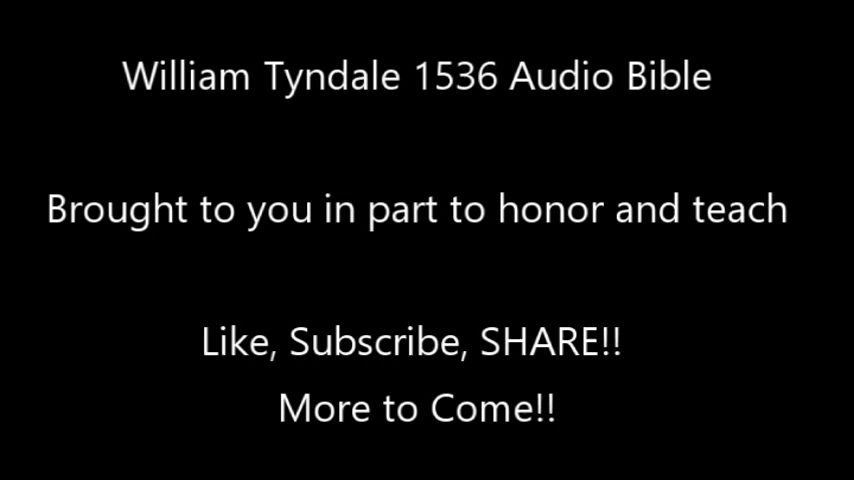 William Tyndale 1536 Audio Bible
Brought to you in part to honor and teach
Like, Subscribe, SHARE!!
More to Come!!